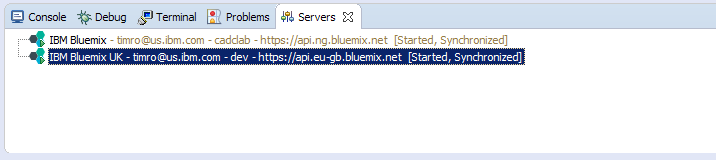 Console Debug Terminal Problems Servers
IBM Bluemix - timro@us.ibm.com - cadclab - https://api.ng.bluemix.net [Started, Synchronized]
IBM Bluemix UK - timro@us.ibm.com - dev - https://api.eu-gb.bluemix.net [Started, Synchronized]